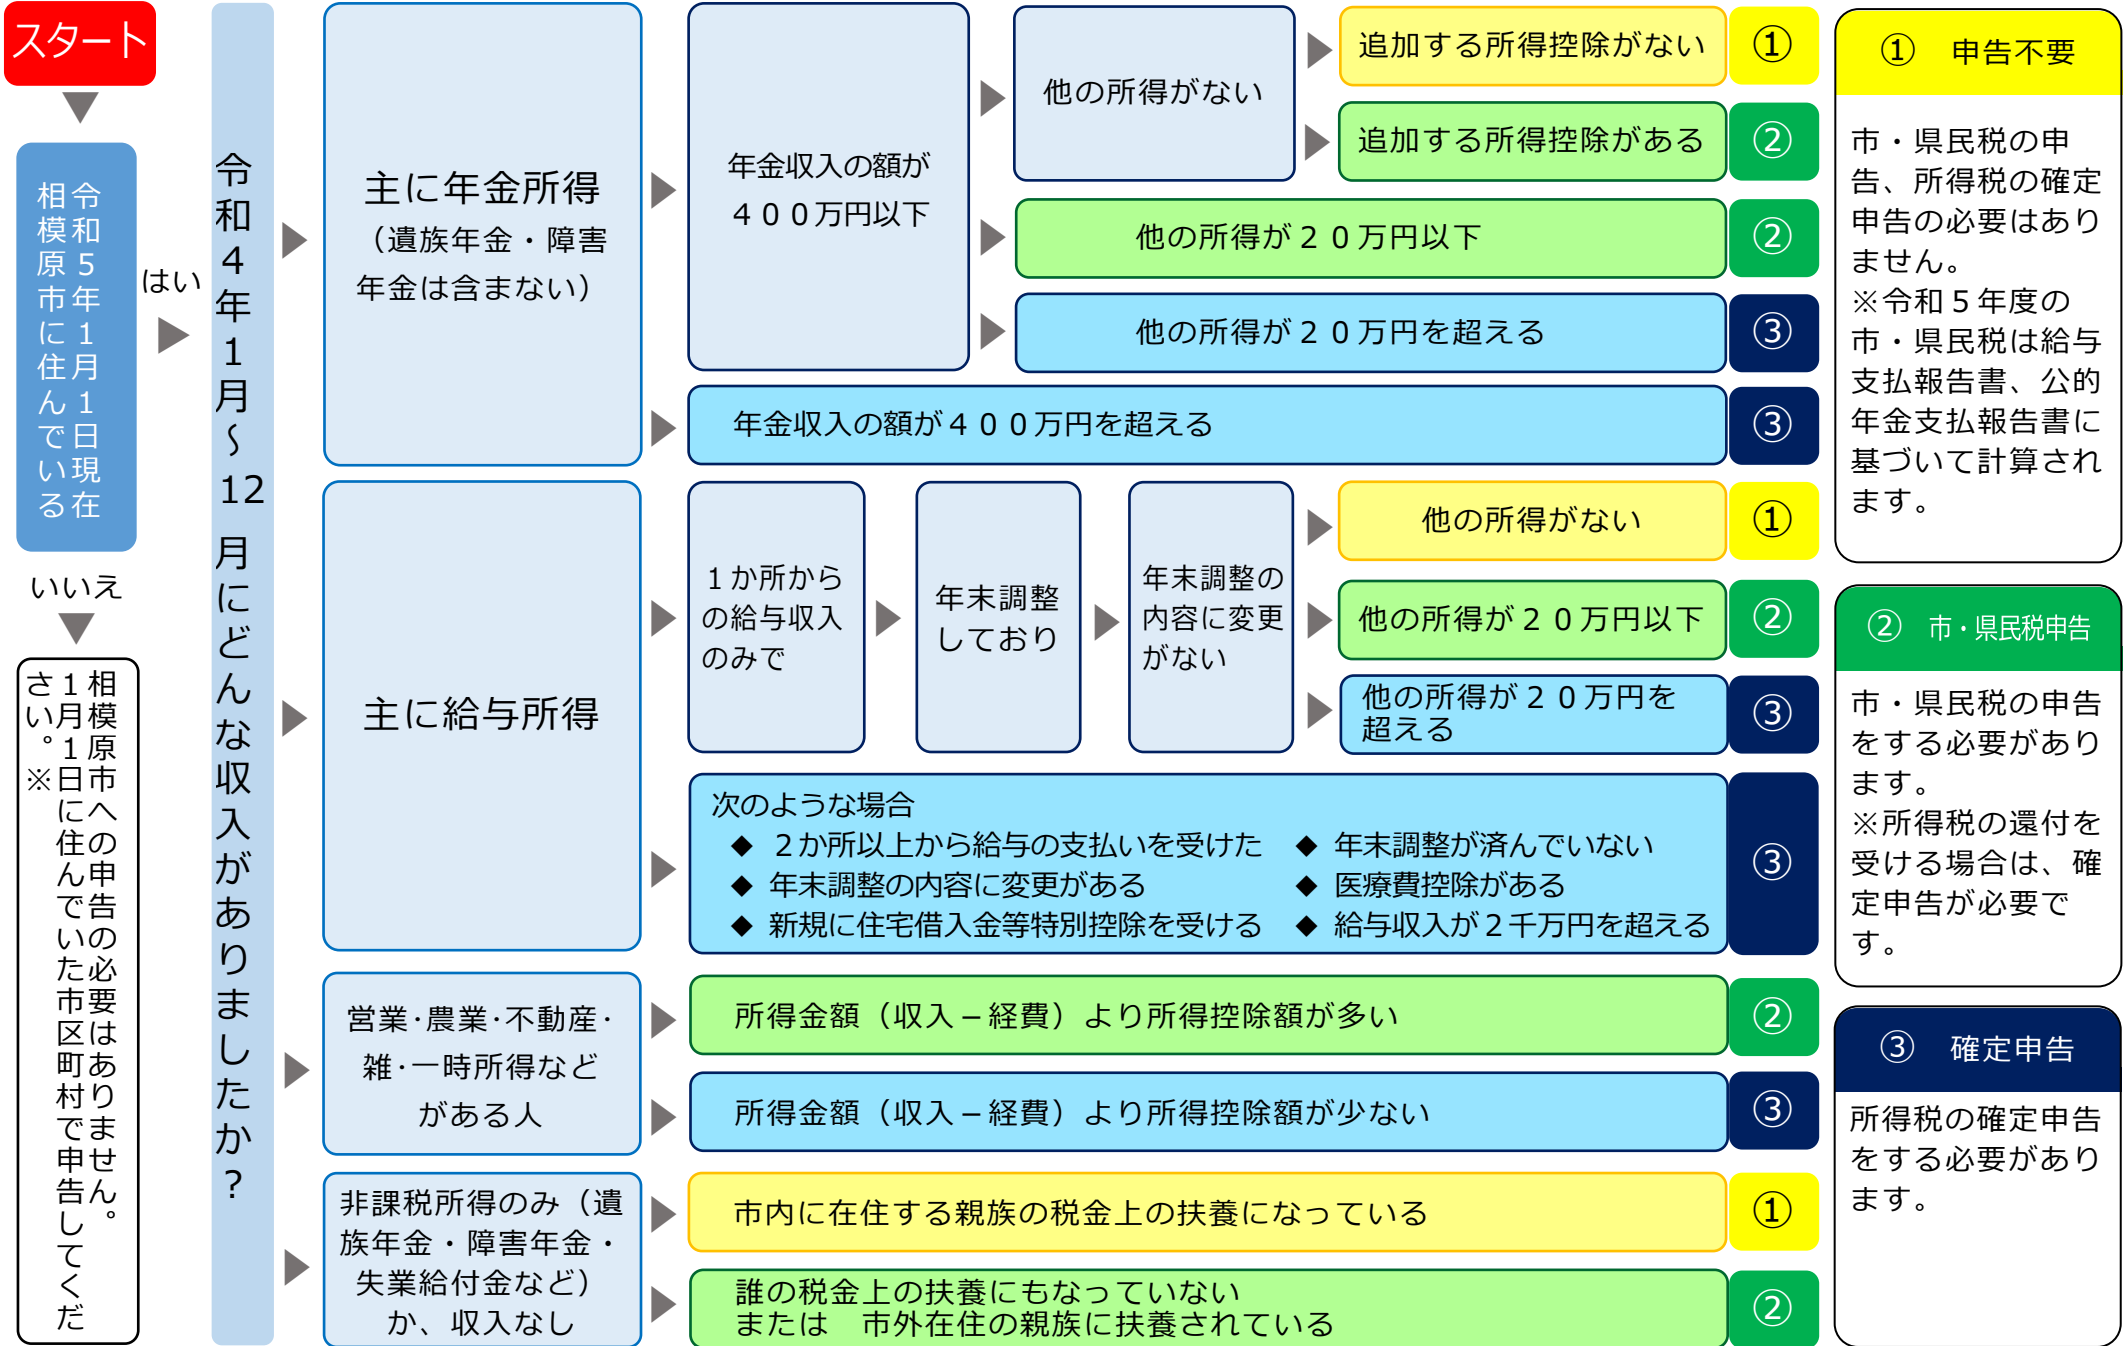 スタート
令和５年１月１日現在
相模原市に住んでいる
はい
いいえ
相模原市への申告の必要はありません。
１月１日に住んでいた市区町村で申告してくだ
さい。※
令和４年１月～12月にどんな収入がありましたか？
主に年金所得
（遺族年金・障害
年金は含まない）
年金収入の額が
４００万円以下
他の所得がない
追加する所得控除がない
①
追加する所得控除がある
②
他の所得が２０万円以下
②
他の所得が２０万円を超える
③
年金収入の額が４００万円を超える
③
主に給与所得
１か所から
の給与収入
のみで
年末調整
しており
年末調整の
内容に変更
がない
他の所得がない
①
他の所得が２０万円以下
②
他の所得が２０万円を
超える
③
次のような場合
◆ ２か所以上から給与の支払いを受けた ◆ 年末調整が済んでいない
◆ 年末調整の内容に変更がある ◆ 医療費控除がある
◆ 新規に住宅借入金等特別控除を受ける ◆ 給与収入が２千万円を超える
③
営業･農業･不動産･
雑･一時所得など
がある人
所得金額（収入－経費）より所得控除額が多い
②
所得金額（収入－経費）より所得控除額が少ない
③
非課税所得のみ（遺
族年金・障害年金・
失業給付金など）
か、収入なし
市内に在住する親族の税金上の扶養になっている
①
誰の税金上の扶養にもなっていない
または　市外在住の親族に扶養されている
②
①　申告不要
市・県民税の申
告、所得税の確定
申告の必要はあり
ません。
※令和５年度の
市・県民税は給与
支払報告書、公的
年金支払報告書に
基づいて計算され
ます。
②　市・県民税申告
市・県民税の申告
をする必要があり
ます。
※所得税の還付を
受ける場合は、確
定申告が必要で
す。
③　確定申告
所得税の確定申告
をする必要があり
ます。